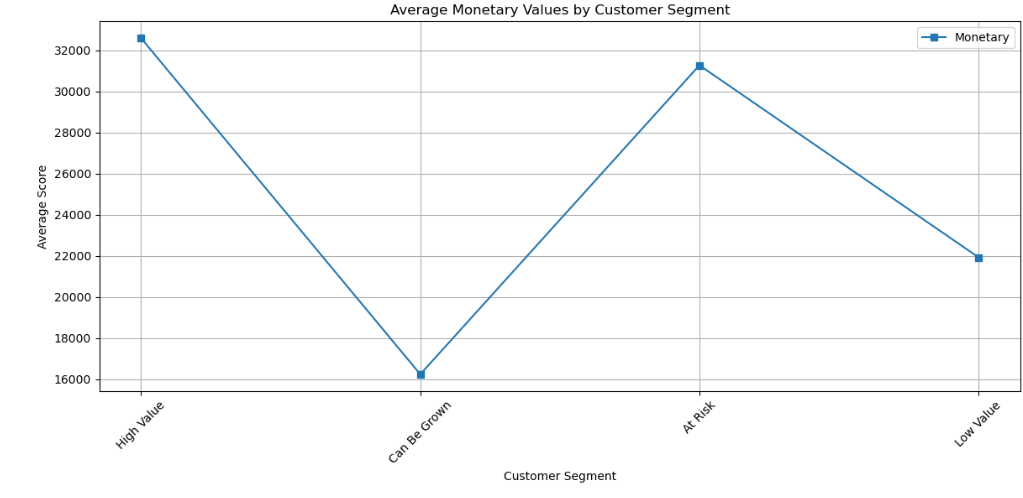 Average Monetary Values by Customer Segment
Monetary
Average Score
32000
30000
28000
26000
24000
22000
20000
18000
16000
High Value
Can Be Grown
At Risk
Low Value
Customer Segment